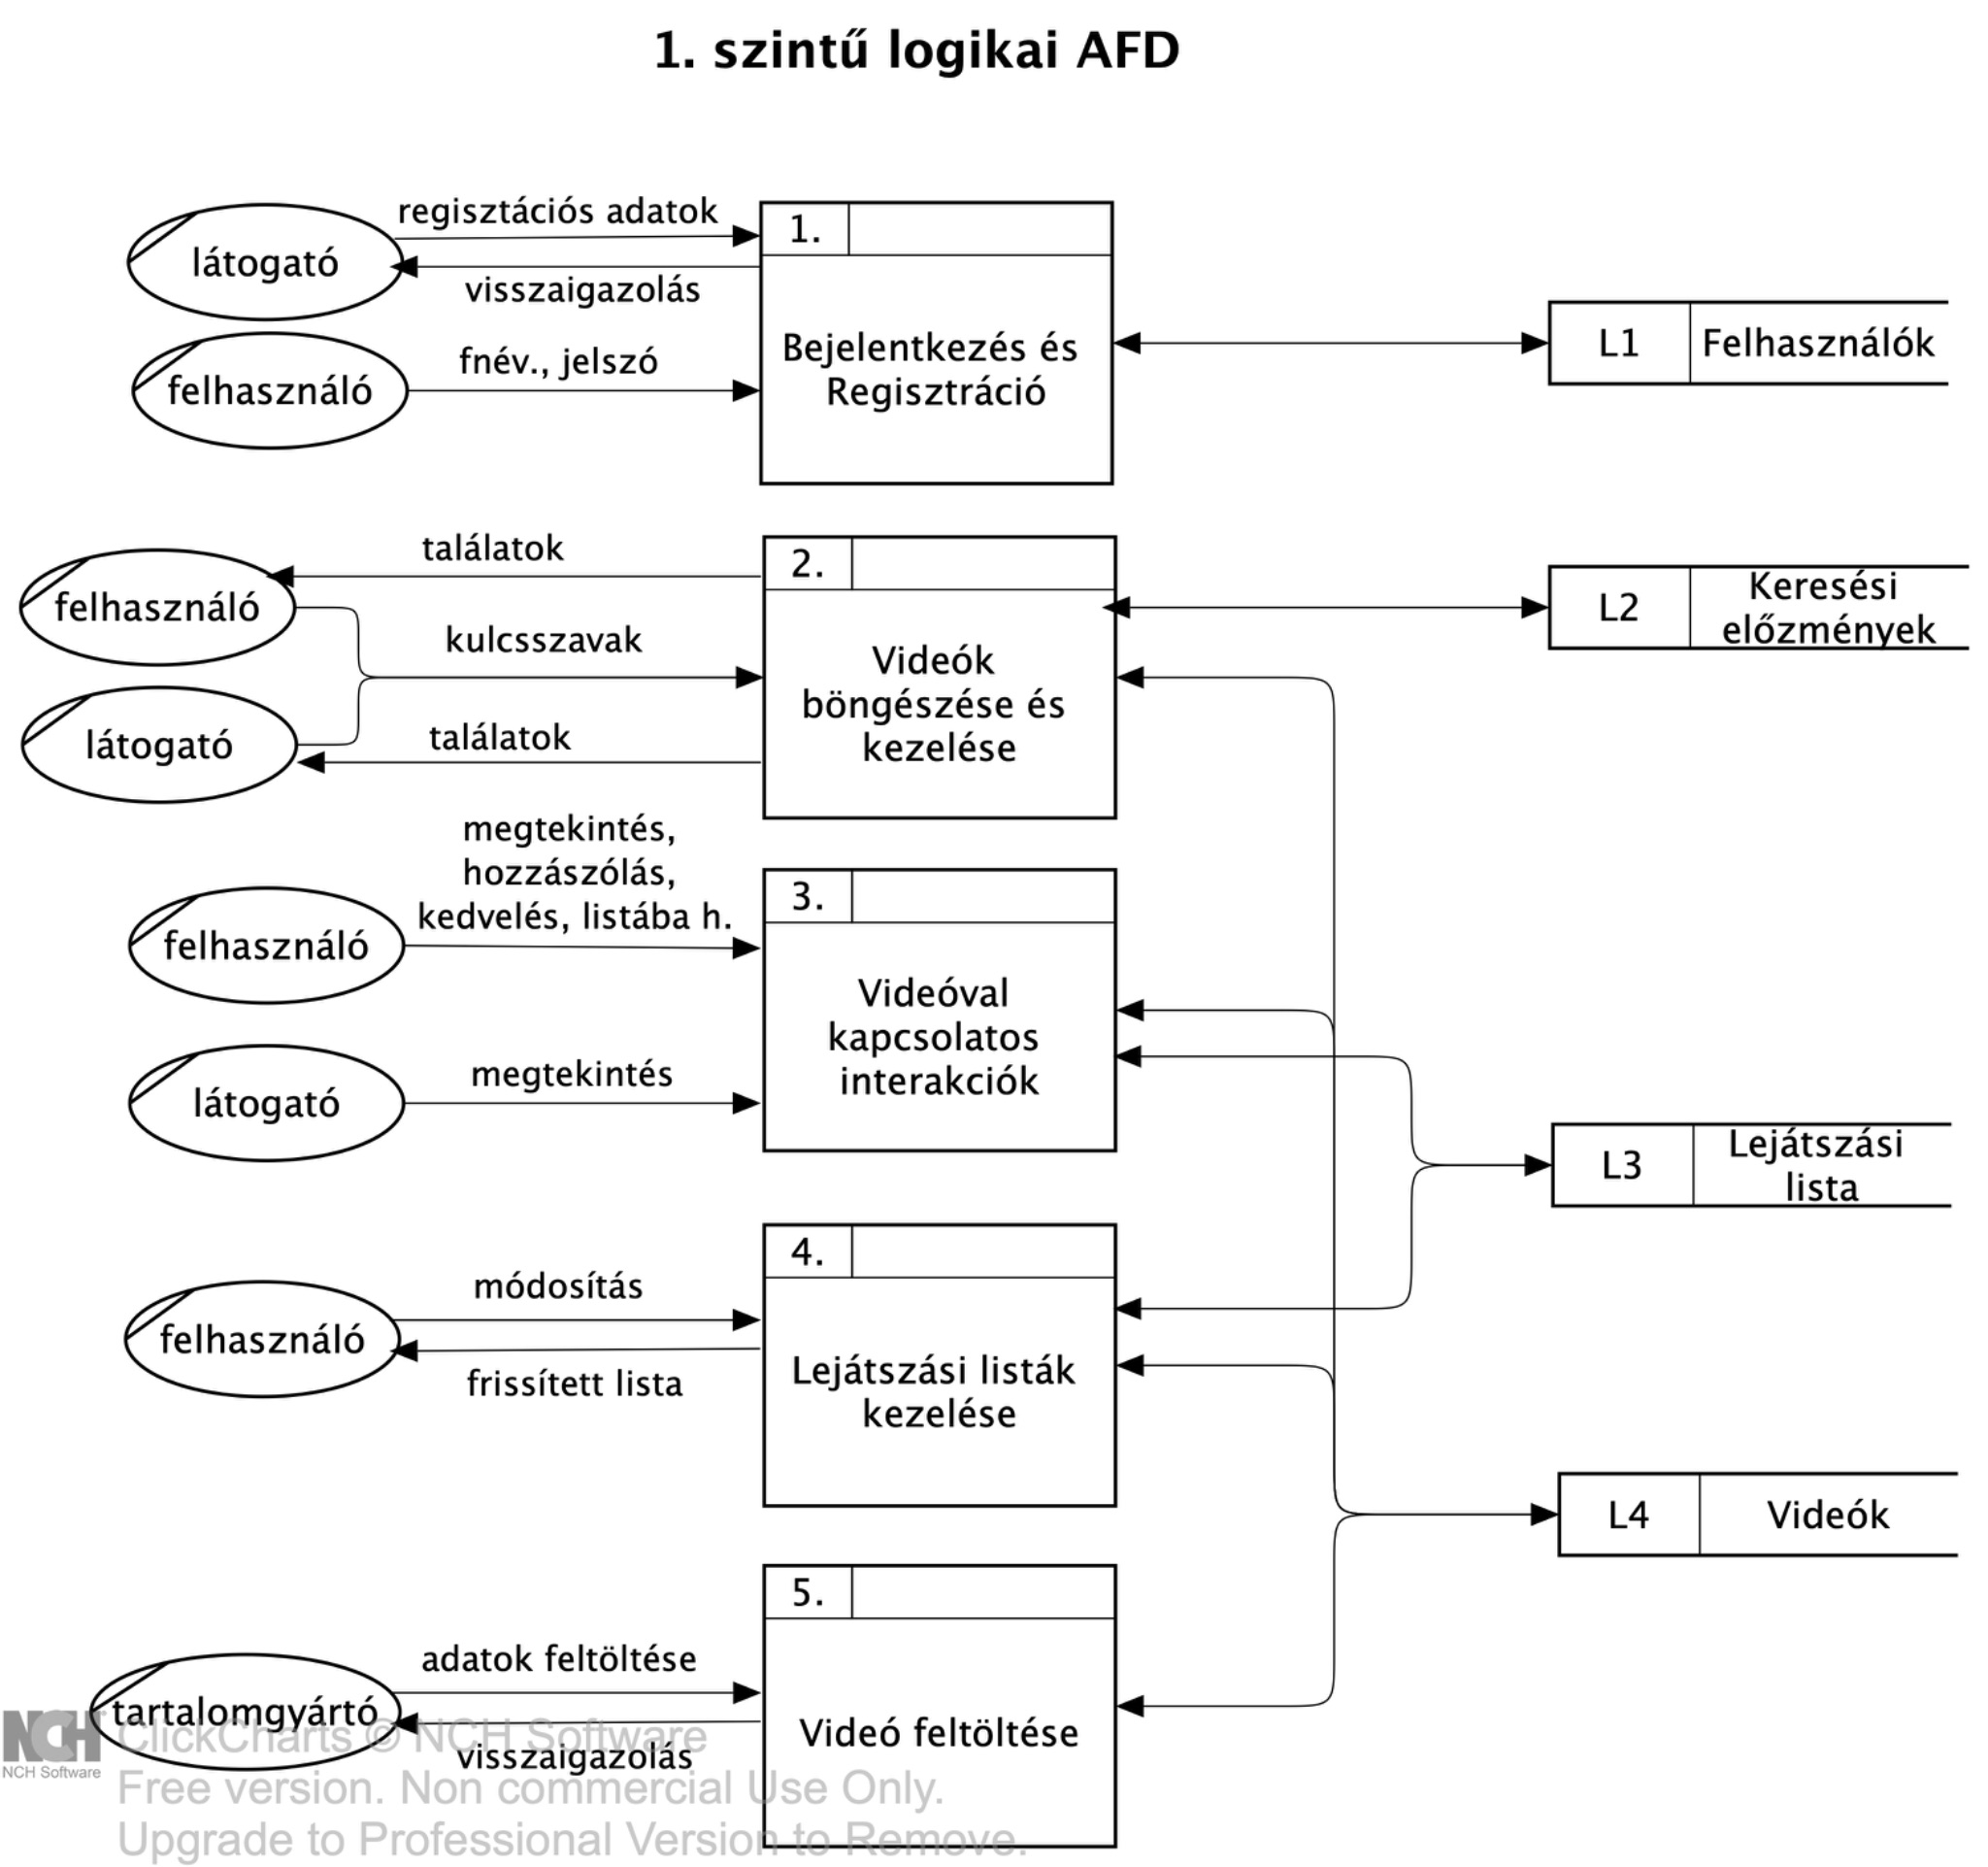 1. szintű logikai AFD
regisztációs adatok
látogató
visszaigazolás
fnév., jelszó
felhasználó
1.
Bejelentkezés és
Regisztráció
L1
Felhasználók
találatok
felhasználó
kulcsszavak
látogató
találatok
2.
Videók
böngészése és
kezelése
L2
Keresési
előzmények
megtekintés,
hozzászólás,
kedvelés, listába h.
felhasználó
megtekintés
látogató
3.
Videóval
kapcsolatos
interakciók
L3
Lejátszási
lista
módosítás
felhasználó
frissített lista
4.
Lejátszási listák
kezelése
L4
Videók
adatok feltöltése
tartalomgyártó
visszaigazolás
5.
Videó feltöltése
NCH
NCH Software
ClickCharts © NCH Software
Free version. Non commercial Use Only.
Upgrade to Professional Version to Remove.